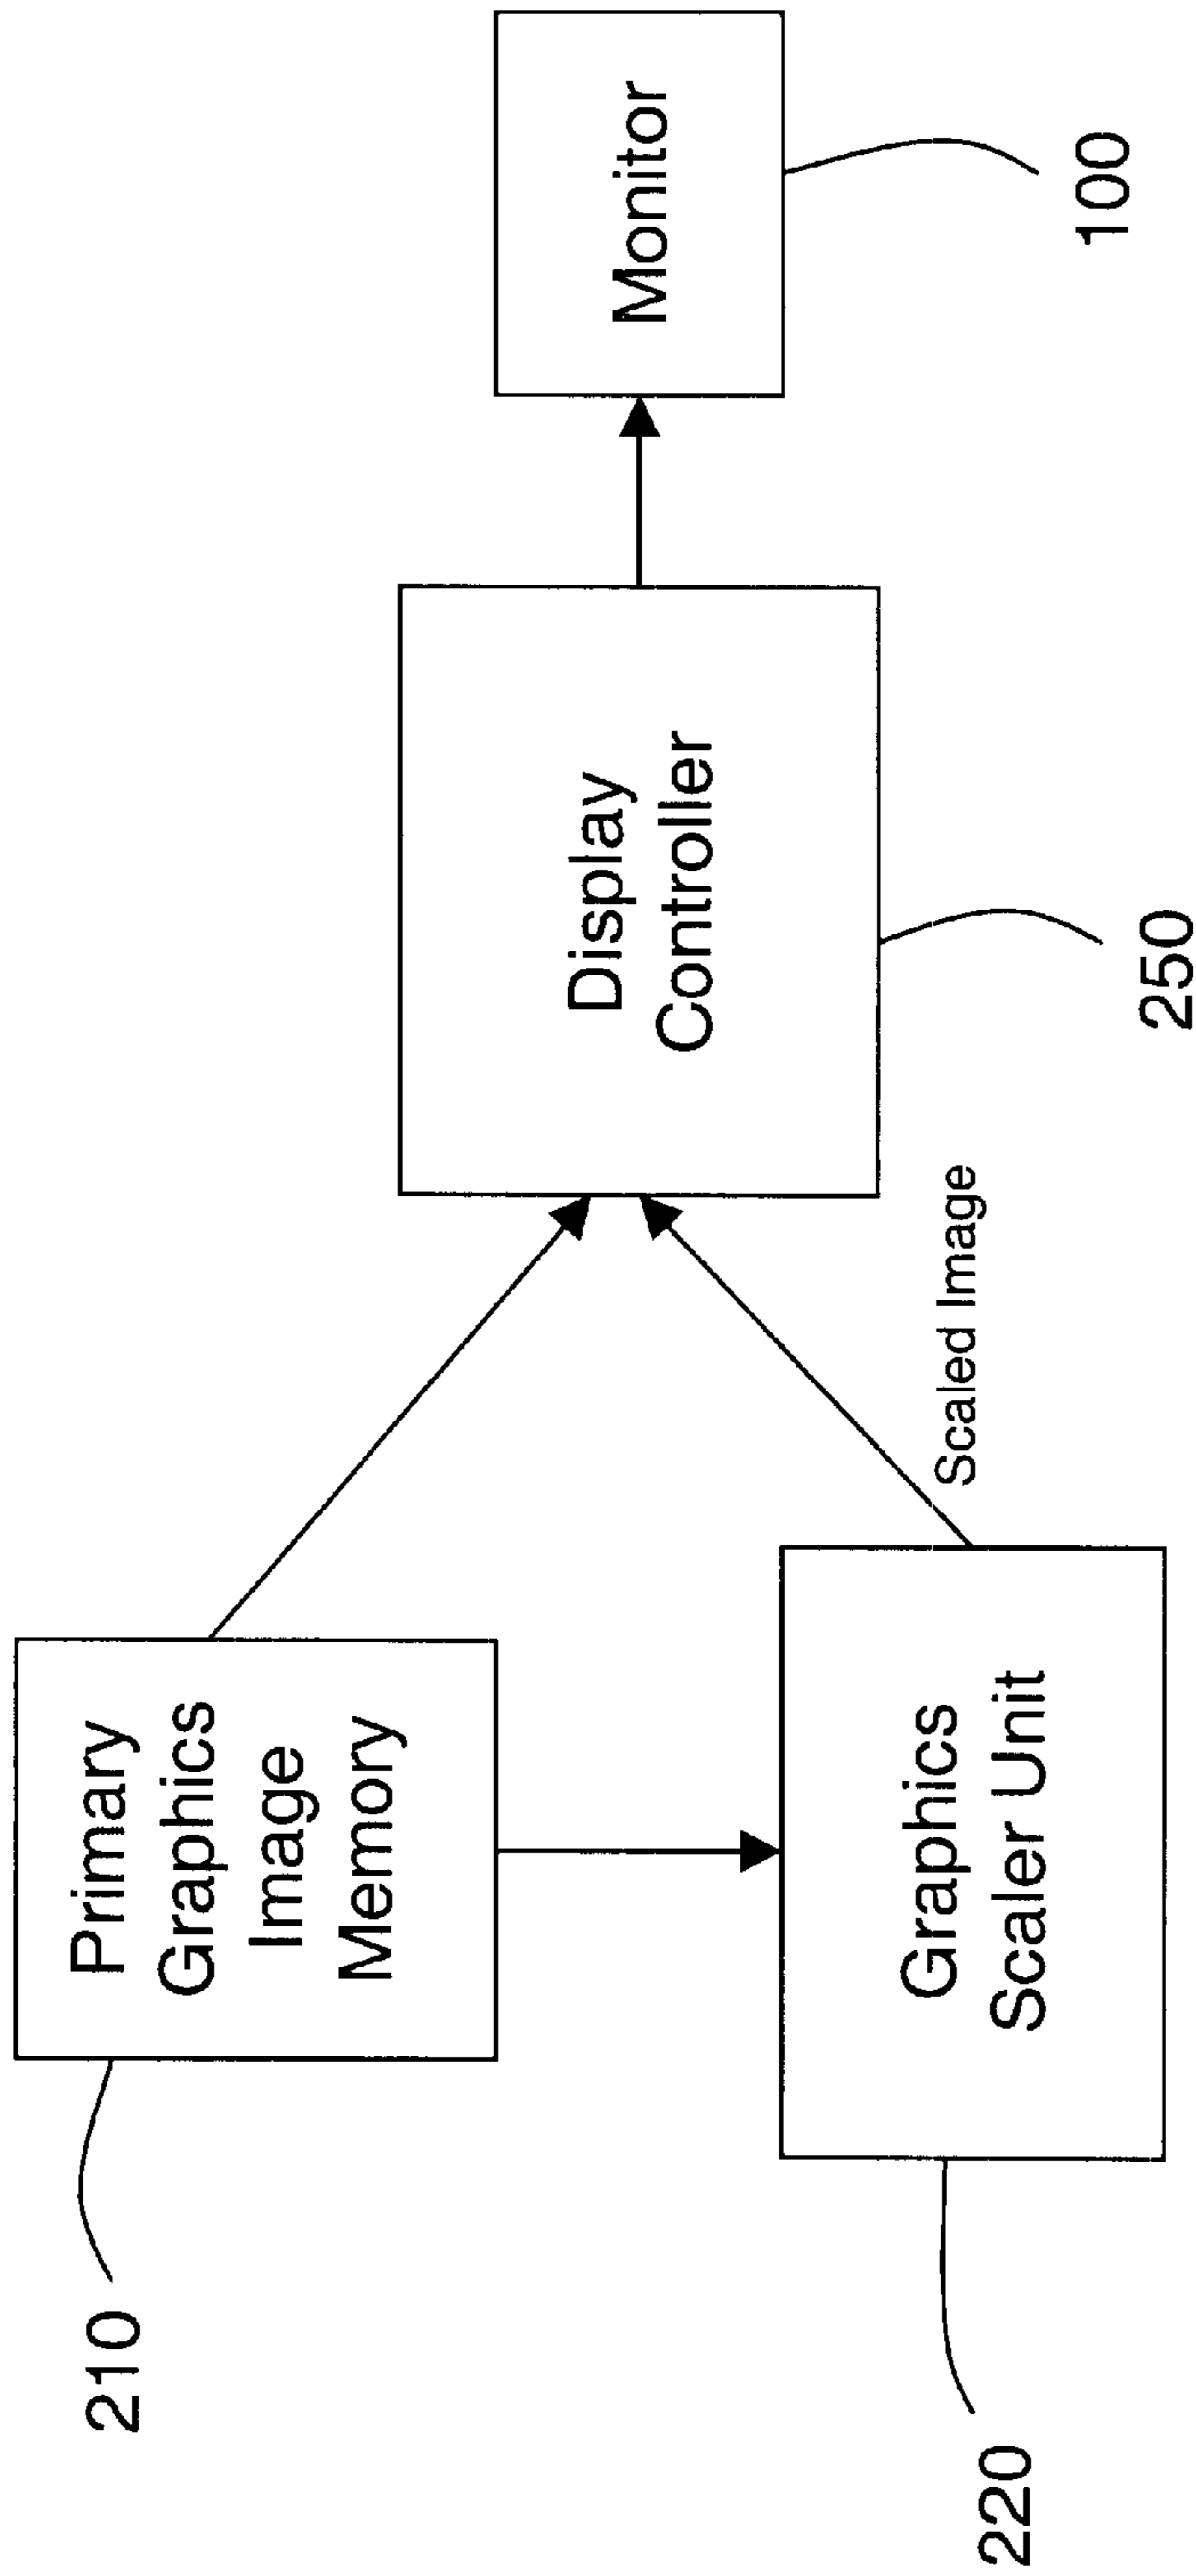 210
Primary
Graphics
Image
Memory
220
Graphics
Scaler Unit
Scaled Image
Display
Controller
250
Monitor
100